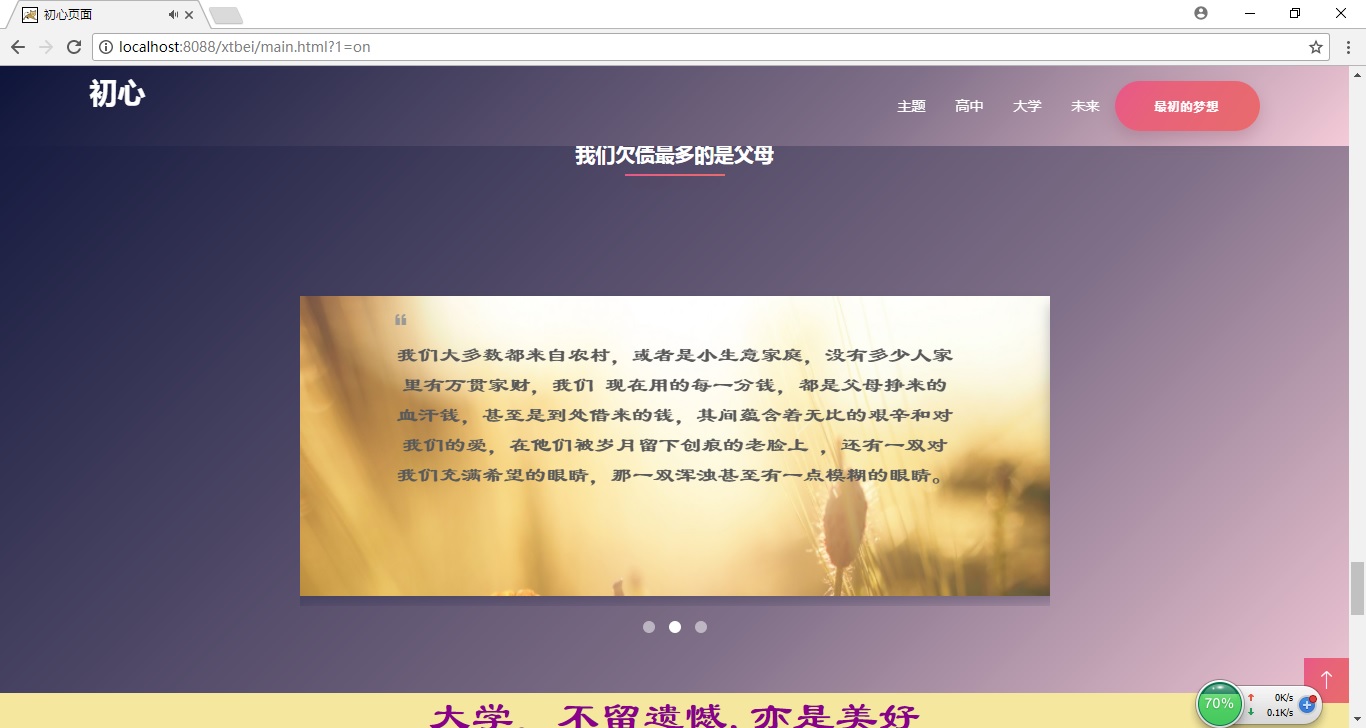 初心页面
localhost:8088/xtbei/main.html?1=on
初心
主题 高中 大学 未来 最初的梦想
我们欠债最多的是父母
“
我们大多数都来自农村，或者是小生意家庭，没有多少人家
里有万贯家财，我们 现在用的每一分钱，都是父母挣来的
血汗钱，甚至是到处借来的钱，其间蕴含着无比的艰辛和对
我们的爱，在他们被岁月留下创痕的老脸上 ，还有一双对
我们充满希望的眼睛，那一双浑浊甚至有一点模糊的眼睛。
70%
0K/s
0.1K/s
大学，不留遗憾,亦是美好